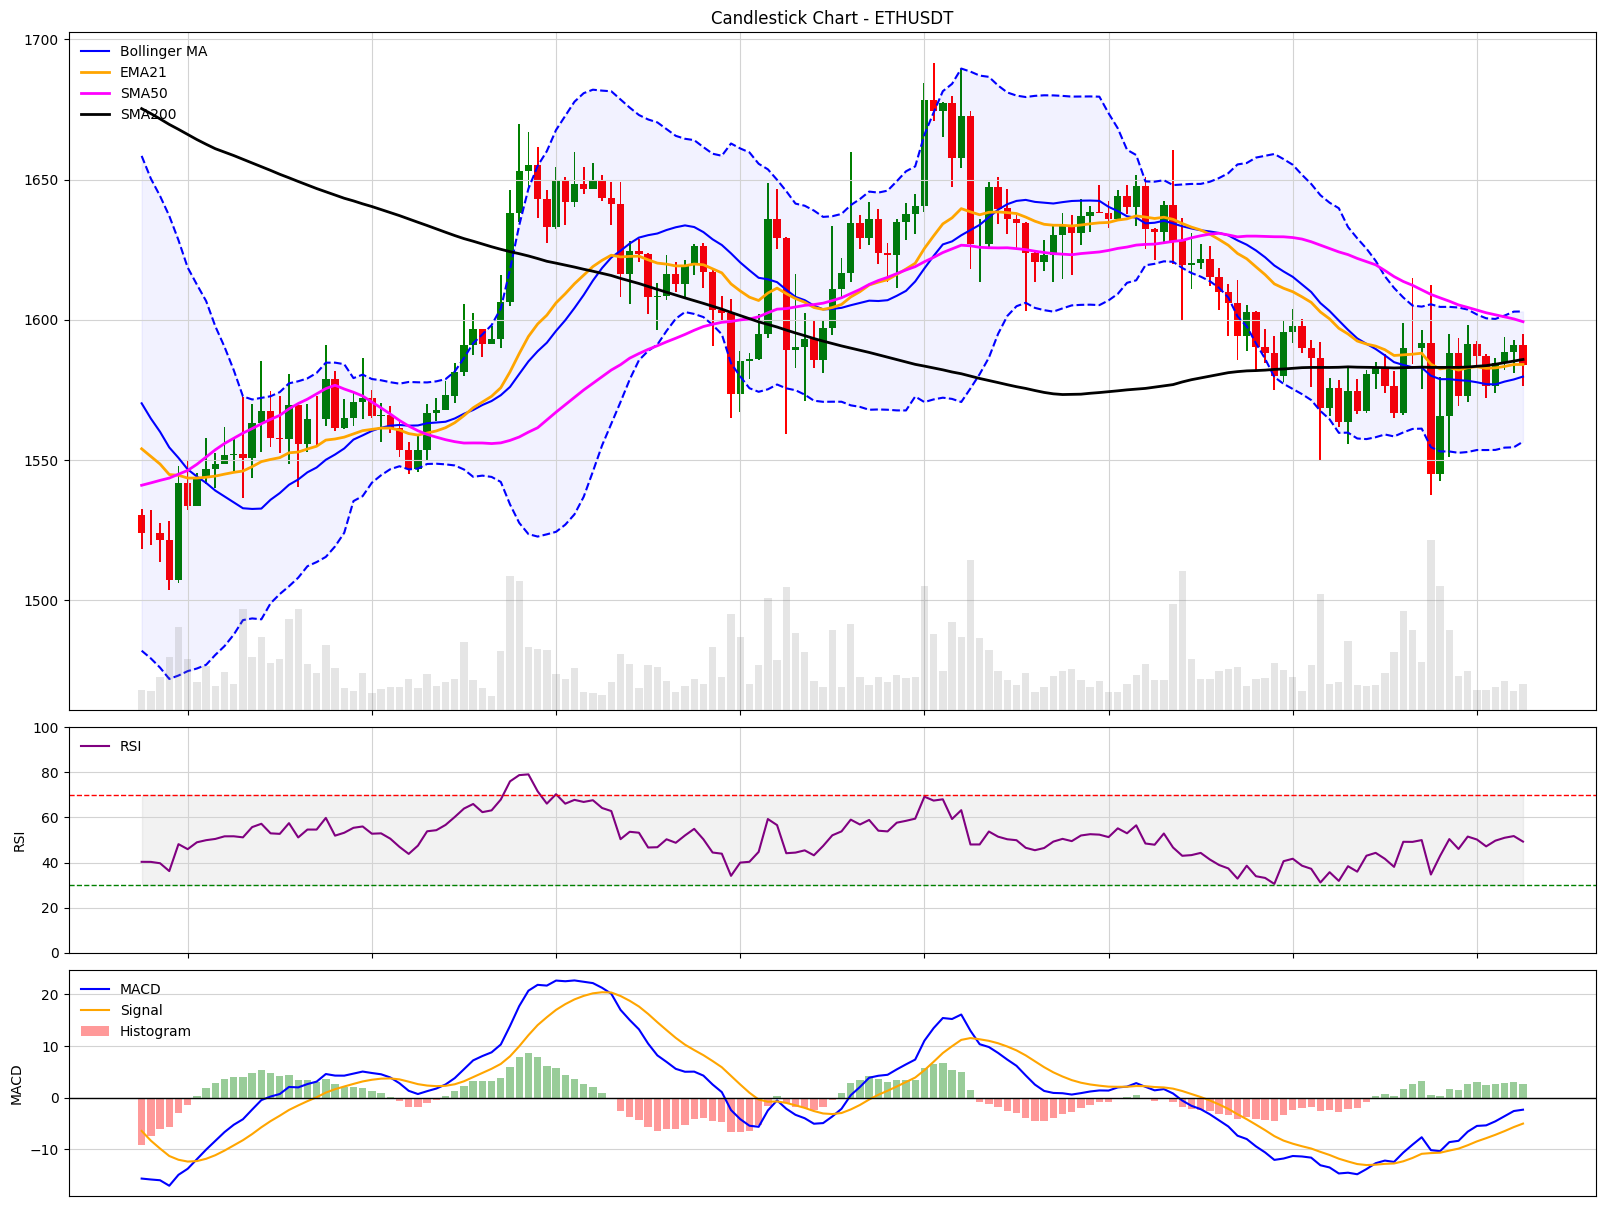 Candlestick Chart - ETHUSDT
Bollinger MA
EMA21
SMA50
SMA200
1700
1650
1600
1550
1500
RSI
100
80
60
40
20
0
RSI
MACD
Signal
Histogram
20
10
0
−10
MACD